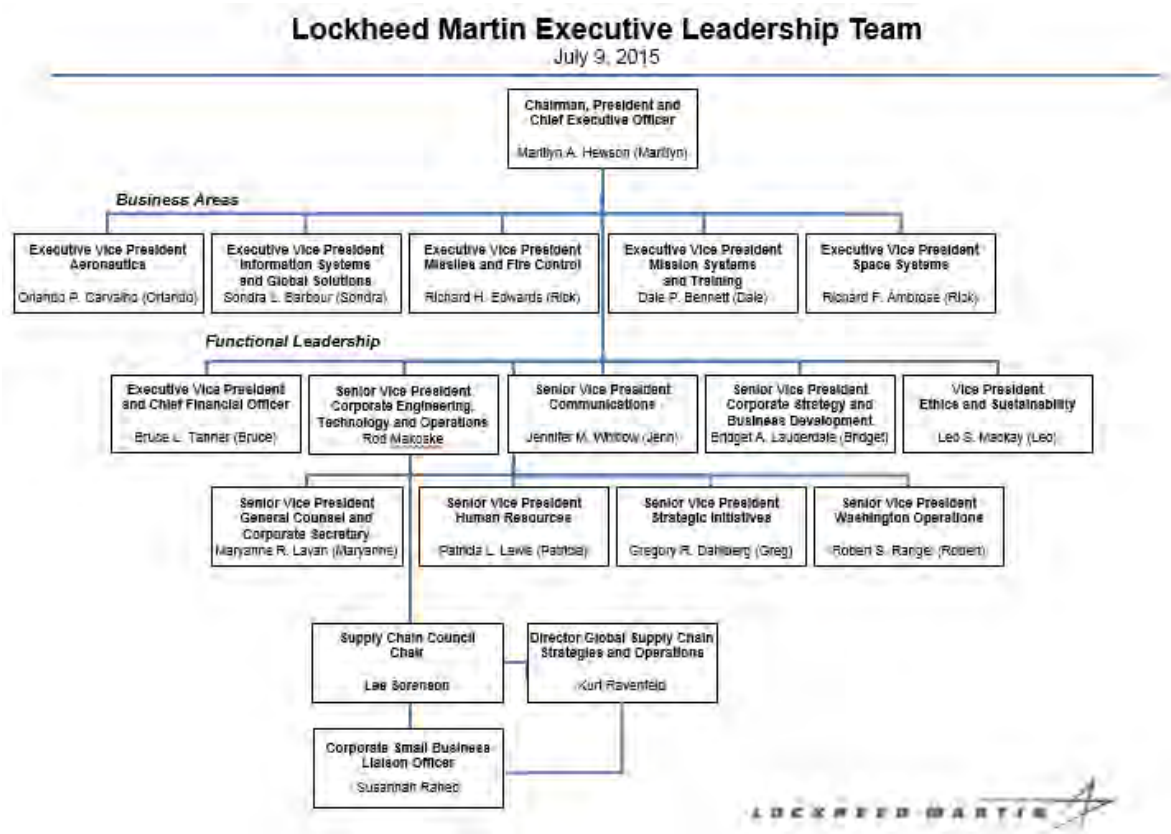 Lockheed Martin Executive Leadership Team
July 9, 2015
Chairman, President and
Chief Executive Officer
Marillyn A. Hewson (Marillyn)
Business Areas
Executive Vice President
Aeronautics
Orlando P. Carvalho (Orlando)
Executive Vice President
Information Systems
and Global Solutions
Sondra L. Barbour (Sondra)
Executive Vice President
Missiles and Fire Control
Richard H. Edwards (Rick)
Executive Vice President
Mission Systems
and Training
Dale P. Bennett (Dale)
Executive Vice President
Space Systems
Richard F. Ambrose (Rick)
Functional Leadership
Executive Vice President
and Chief Financial Officer
Bruce L. Tanner (Bruce)
Senior Vice President
Corporate Engineering,
Technology and Operations
Rod Makoske
Senior Vice President
Communications
Jennifer M. Whitlow (Jenn)
Senior Vice President
Corporate Strategy and
Business Development
Bridget A. Lauderdale (Bridget)
Vice President
Ethics and Sustainability
Leo S. Mackay (Leo)
Senior Vice President
General Counsel and
Corporate Secretary
Maryanne R. Lavan (Maryanne)
Senior Vice President
Human Resources
Patricia L. Lewis (Patricia)
Senior Vice President
Strategic Initiatives
Gregory R. Dahlberg (Greg)
Senior Vice President
Washington Operations
Robert S. Rangel (Robert)
Supply Chain Council
Chair
Lee Sorenson
Director Global Supply Chain
Strategies and Operations
Kurt Ravenfeld
Corporate Small Business
Liaison Officer
Susannah Raheb
LOCKHEED MARTIN